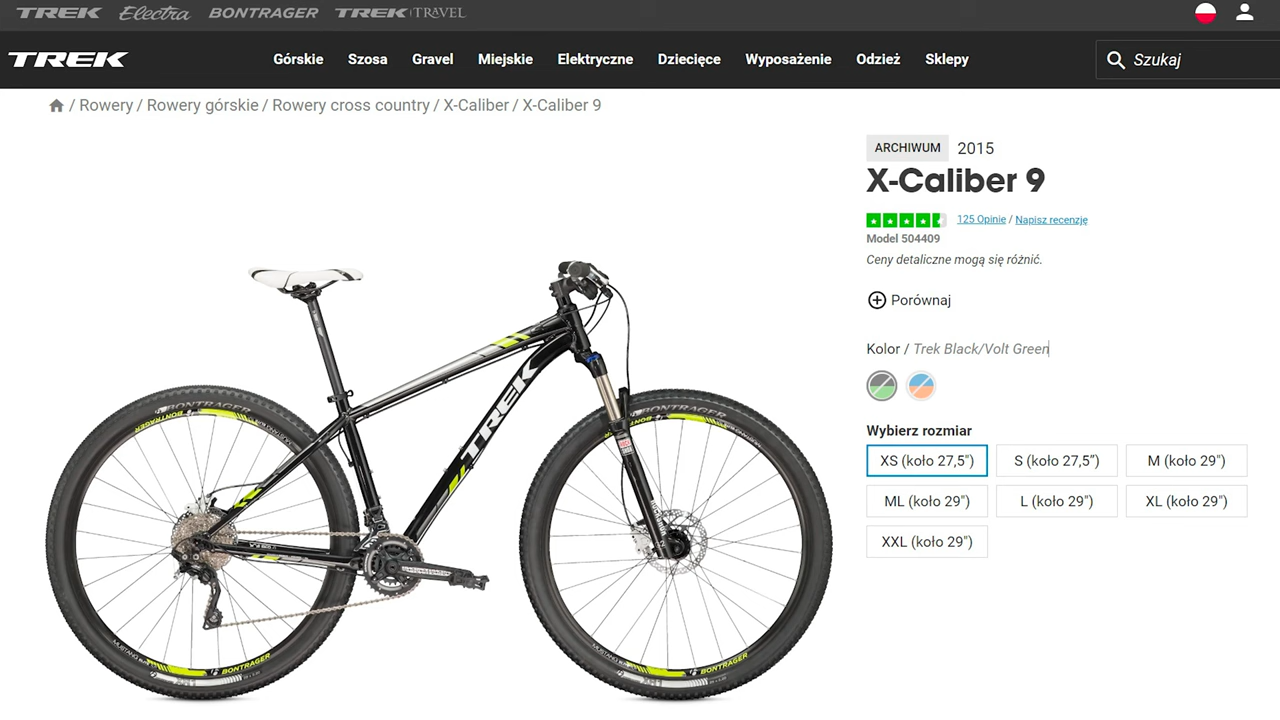 TREK Electra BONTRAGER TREK TRAVEL
TREK Górskie Szosa Gravel Miejskie Elektryczne Dziecięce Wyposażenie Odzież Sklepy Szukaj
/ Rowery / Rowery górskie / Rowery cross country / X-Caliber / X-Caliber 9
ARCHIWUM 2015
X-Caliber 9
125 Opinie / Napisz recenzję
Model 504409
Ceny detaliczne mogą się różnić.
Porównaj
Kolor / Trek Black/Volt Green
Wybierz rozmiar
XS (koło 27,5") S (koło 27,5”) M (koło 29")
ML (koło 29") L (koło 29") XL (koło 29")
XXL (koło 29")
TREK
BONTRAGER
BONTRAGER
BONTRAGER
BONTRAGER
BONTRAGER